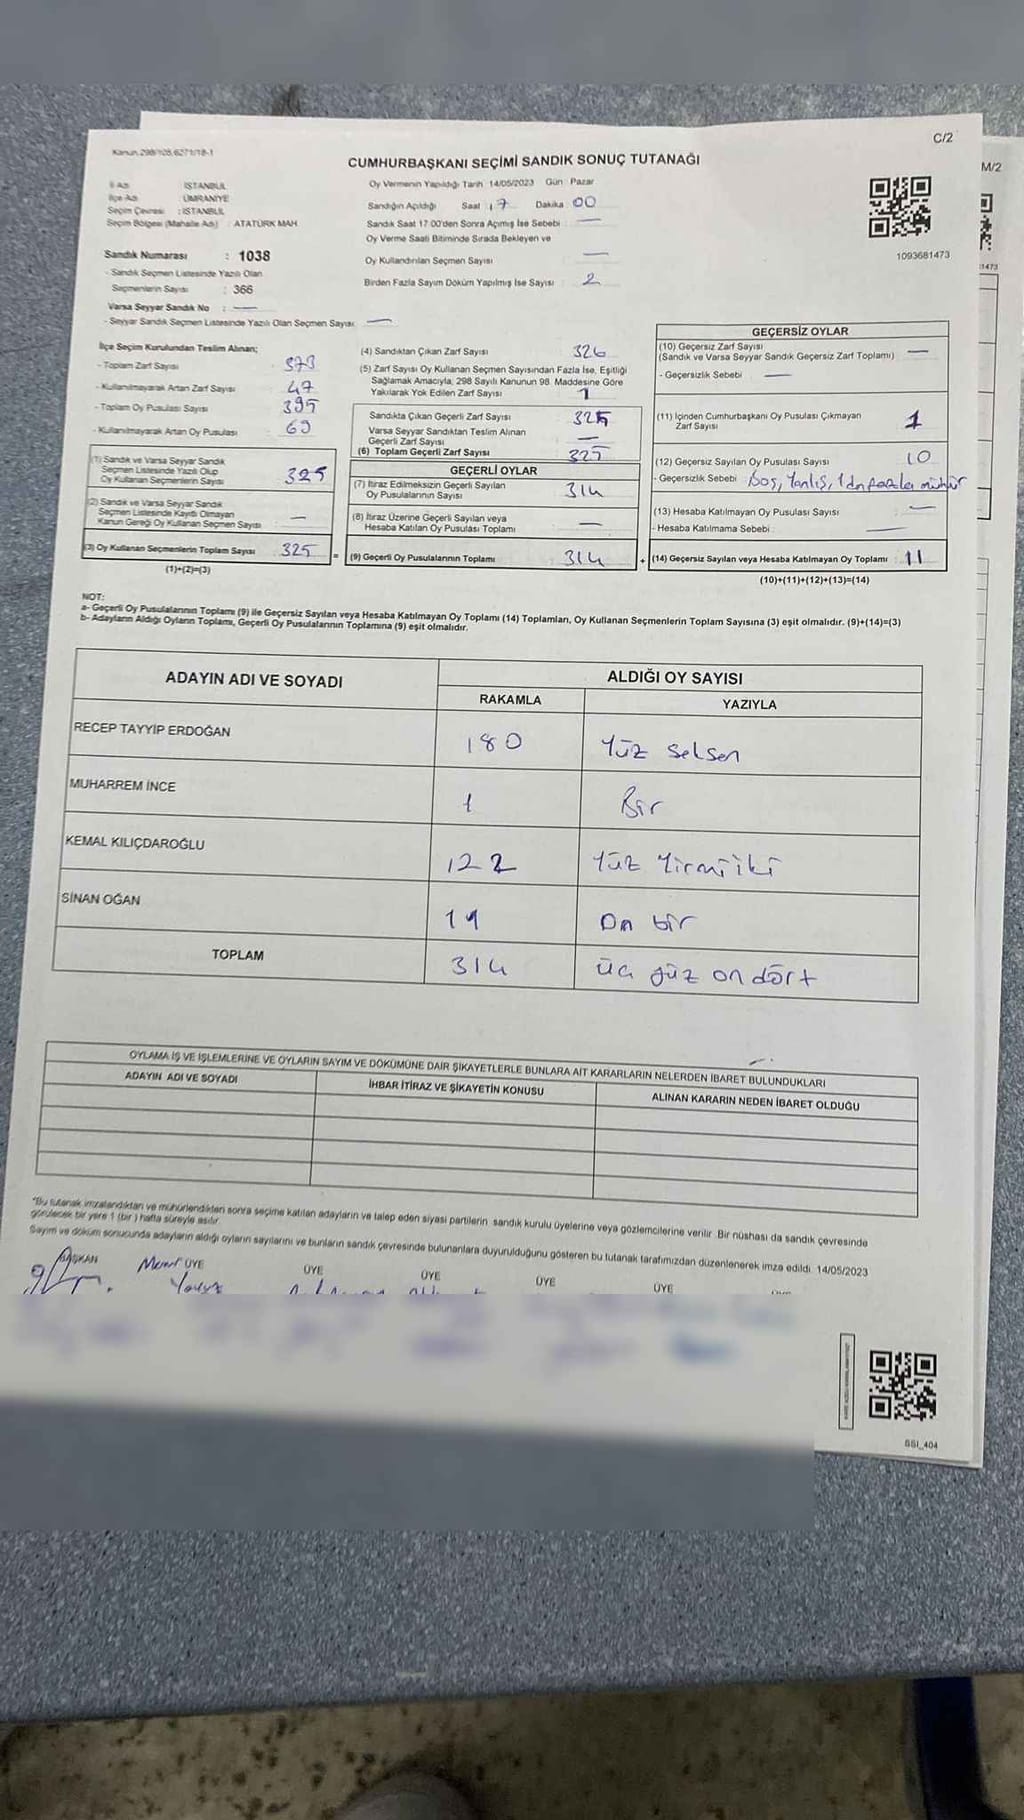 C/2
Kanun 298/105,6271/18-1
CUMHURBAŞKANI SEÇİMİ SANDIK SONUÇ TUTANAĞI
M/2
İl Adı : İSTANBUL
İlçe Adı : ÜMRANİYE
Seçim Çevresi : İSTANBUL
Seçim Bölgesi (Mahalle Adı) : ATATÜRK MAH
Sandık Numarası : 1038
- Sandık Seçmen Listesinde Yazılı Olan
Seçmenlerin Sayısı : 366
Varsa Seyyar Sandık No : —
- Seyyar Sandık Seçmen Listesinde Yazılı Olan Seçmen Sayısı: —
Oy Vermenin Yapıldığı Tarih : 14/05/2023 Gün : Pazar
Sandığın Açıldığı Saat : 17 Dakika : 00
Sandık Saat 17:00'den Sonra Açılmış İse Sebebi : —
Oy Verme Saati Bitiminde Sırada Bekleyen ve
Oy Kullandırılan Seçmen Sayısı : —
Birden Fazla Sayım Döküm Yapılmış İse Sayısı : 2
1093681473
1473
İlçe Seçim Kurulundan Teslim Alınan;
- Toplam Zarf Sayısı : 373
- Kullanılmayarak Artan Zarf Sayısı : 47
- Toplam Oy Pusulası Sayısı : 395
- Kullanılmayarak Artan Oy Pusulası : 69
(1) Sandık ve Varsa Seyyar Sandık
Seçmen Listesinde Yazılı Olup
Oy Kullanan Seçmenlerin Sayısı : 325
(2) Sandık ve Varsa Seyyar Sandık
Seçmen Listesinde Kayıtlı Olmayan
Kanun Gereği Oy Kullanan Seçmen Sayısı : —
(3) Oy Kullanan Seçmenlerin Toplam Sayısı : 325 =
(1)+(2)=(3)
(4) Sandıktan Çıkan Zarf Sayısı : 326
(5) Zarf Sayısı Oy Kullanan Seçmen Sayısından Fazla İse, Eşitliği
Sağlamak Amacıyla, 298 Sayılı Kanunun 98. Maddesine Göre
Yakılarak Yok Edilen Zarf Sayısı : 1
Sandıkta Çıkan Geçerli Zarf Sayısı : 325
Varsa Seyyar Sandıktan Teslim Alınan
Geçerli Zarf Sayısı : —
(6) Toplam Geçerli Zarf Sayısı : 325
GEÇERLİ OYLAR
(7) İtiraz Edilmeksizin Geçerli Sayılan
Oy Pusulalarının Sayısı : 314
(8) İtiraz Üzerine Geçerli Sayılan veya
Hesaba Katılan Oy Pusulası Toplamı : —
(9) Geçerli Oy Pusulalarının Toplamı : 314 +
GEÇERSİZ OYLAR
(10) Geçersiz Zarf Sayısı
(Sandık ve Varsa Seyyar Sandık Geçersiz Zarf Toplamı) : —
- Geçersizlik Sebebi : —
(11) İçinden Cumhurbaşkanı Oy Pusulası Çıkmayan
Zarf Sayısı : 1
(12) Geçersiz Sayılan Oy Pusulası Sayısı : 10
- Geçersizlik Sebebi : Boş, Yanlış, 1 den fazla mühür
(13) Hesaba Katılmayan Oy Pusulası Sayısı : —
- Hesaba Katılmama Sebebi : —
(14) Geçersiz Sayılan veya Hesaba Katılmayan Oy Toplamı : 11
(10)+(11)+(12)+(13)=(14)
NOT:
a- Geçerli Oy Pusulalarının Toplamı (9) ile Geçersiz Sayılan veya Hesaba Katılmayan Oy Toplamı (14) Toplamları, Oy Kullanan Seçmenlerin Toplam Sayısına (3) eşit olmalıdır. (9)+(14)=(3)
b- Adayların Aldığı Oyların Toplamı, Geçerli Oy Pusulalarının Toplamına (9) eşit olmalıdır.
ADAYIN ADI VE SOYADI
ALDIĞI OY SAYISI
RAKAMLA YAZIYLA
RECEP TAYYİP ERDOĞAN 180 Yüz seksen
MUHARREM İNCE 1 Bir
KEMAL KILIÇDAROĞLU 122 Yüz Yirmi iki
SİNAN OĞAN 11 On bir
TOPLAM 314 üç yüz on dört
OYLAMA İŞ VE İŞLEMLERİNE VE OYLARIN SAYIM VE DÖKÜMÜNE DAİR ŞİKAYETLERLE BUNLARA AİT KARARLARIN NELERDEN İBARET BULUNDUKLARI
ADAYIN ADI VE SOYADI İHBAR İTİRAZ VE ŞİKAYETİN KONUSU ALINAN KARARIN NEDEN İBARET OLDUĞU
*Bu tutanak imzalandıktan ve mühürlendikten sonra seçime katılan adayların ve talep eden siyasi partilerin sandık kurulu üyelerine veya gözlemcilerine verilir. Bir nüshası da sandık çevresinde
görülecek bir yere 1 (bir) hafta süreyle asılır.
Sayım ve döküm sonucunda adayların aldığı oyların sayılarını ve bunların sandık çevresinde bulunanlara duyurulduğunu gösteren bu tutanak tarafımızdan düzenlenerek imza edildi. 14/05/2023
BAŞKAN ÜYE ÜYE ÜYE ÜYE ÜYE
SSI_404